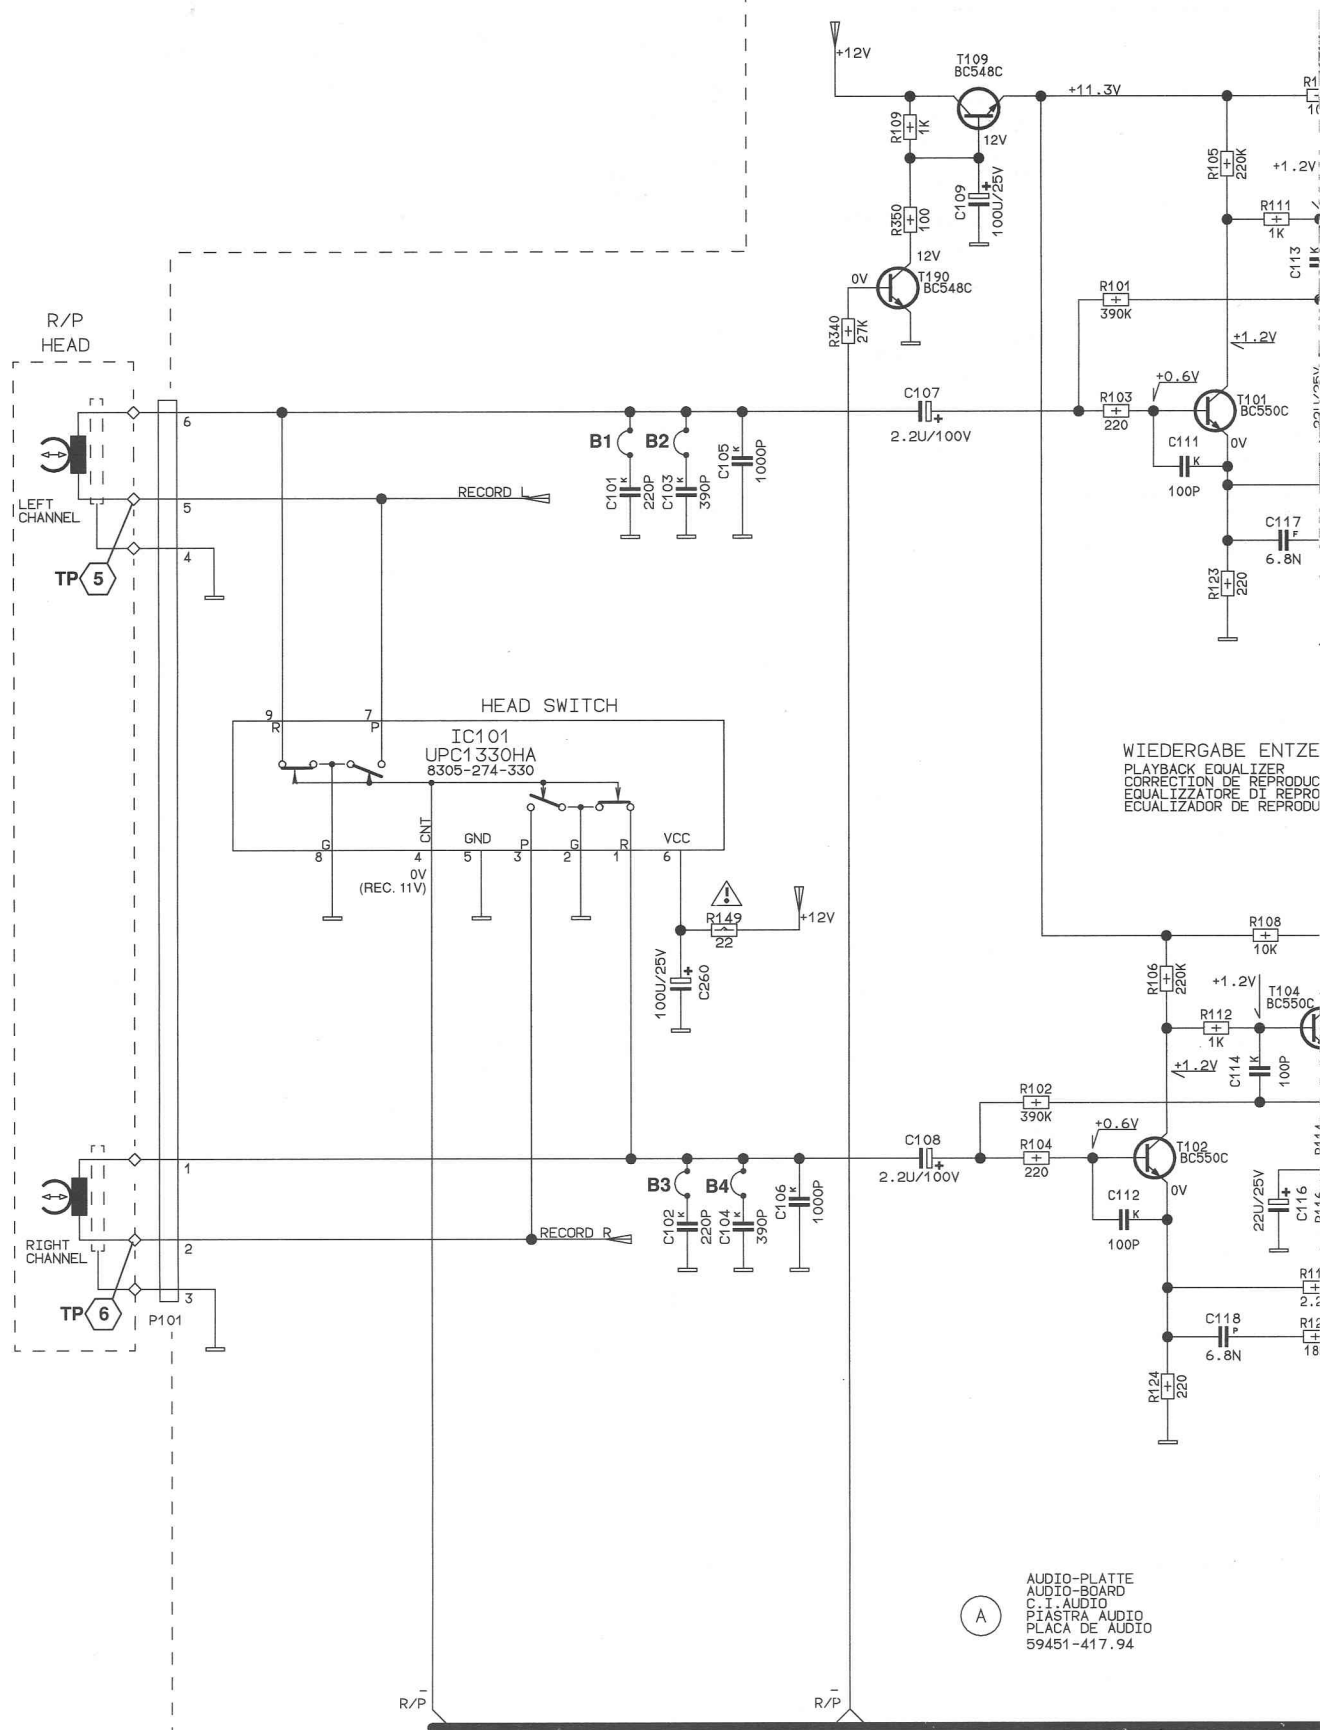 +12V
T109
BC548C
+11.3V
R109
1K
12V
R105
220K
+1.2V
R350
100
C109
+
100U/25V
R111
1K
C113
K
12V
T190
BC548C
0V
R340
27K
R101
390K
+1.2V
R/P
HEAD
+0.6V
C107
+
2.2U/100V
R103
220
T101
BC550C
0V
C111
K
100P
22U/25V
6
B1
B2
C101
K
220P
C103
K
390P
C105
K
1000P
RECORD L
5
LEFT
CHANNEL
4
TP 5
C117
F
6.8N
R123
220
HEAD SWITCH
9
R
7
P
IC101
UPC1330HA
8305-274-330
G
8
CNT
4
GND
5
P
3
G
2
R
1
VCC
6
0V
(REC. 11V)
WIEDERGABE ENTZE
PLAYBACK EQUALIZER
CORRECTION DE REPRODUC
EQUALIZZATORE DI REPRO
ECUALIZADOR DE REPRODU
R149
22
+12V
100U/25V
+
C260
R108
10K
R106
220K
+1.2V
T104
BC550C
R112
1K
+1.2V
C114
K
100P
R102
390K
+0.6V
C108
+
2.2U/100V
R104
220
T102
BC550C
0V
C112
K
100P
22U/25V
+
C116
1
B3
B4
C102
K
220P
C104
K
390P
C106
K
1000P
RECORD R
2
RIGHT
CHANNEL
3
TP 6
P101
C118
P
6.8N
R124
220
A
AUDIO-PLATTE
AUDIO-BOARD
C.I.AUDIO
PIASTRA AUDIO
PLACA DE AUDIO
59451-417.94
R/P̅
R/P̅